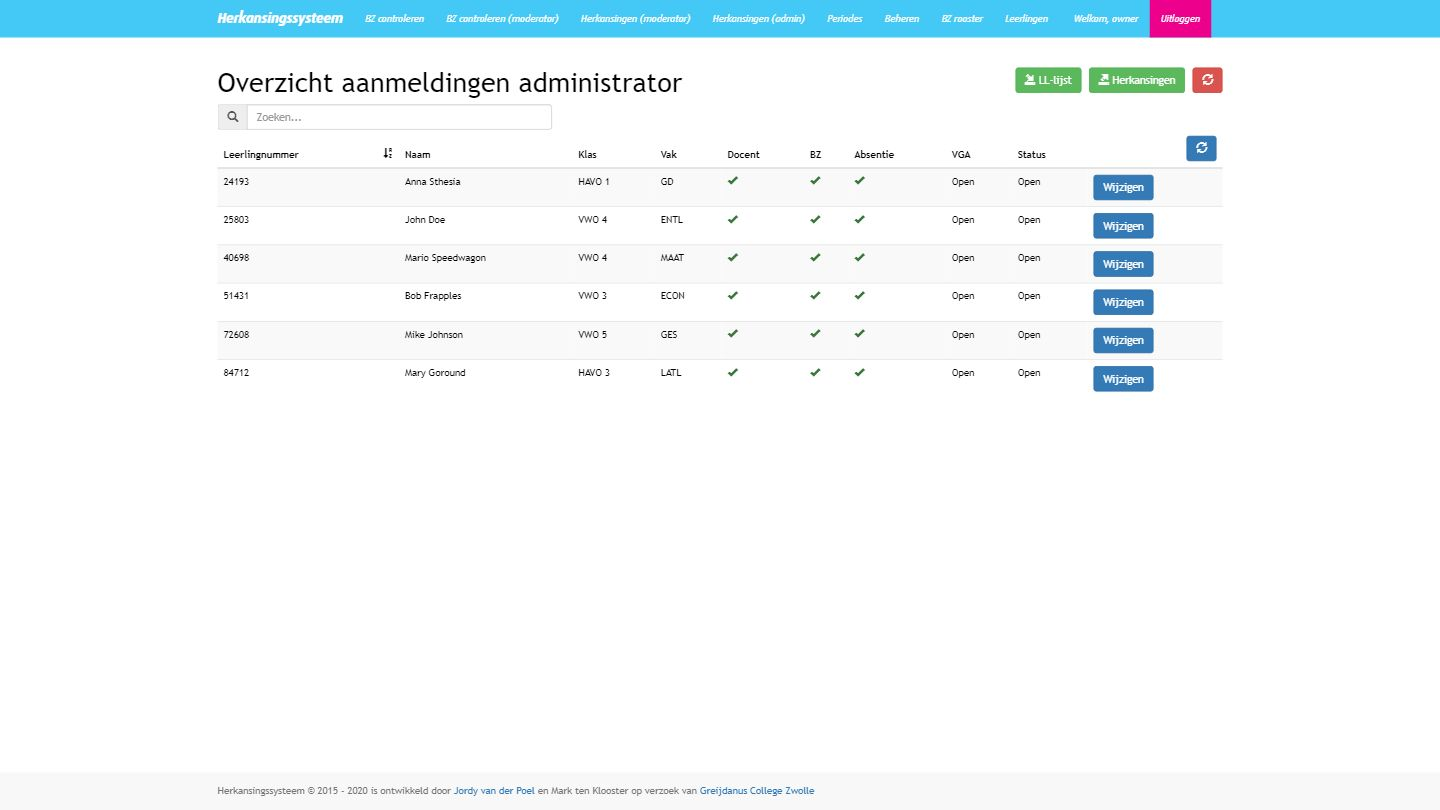 Herkansingssysteem BZ controleren BZ controleren (moderator) Herkansingen (moderator) Herkansingen (admin) Periodes Beheren BZ rooster Leerlingen Welkom, owner Uitloggen
Overzicht aanmeldingen administrator LL-lijst Herkansingen
Zoeken...
Leerlingnummer Naam Klas Vak Docent BZ Absentie VGA Status
24193 Anna Sthesia HAVO 1 GD Open Open Wijzigen
25803 John Doe VWO 4 ENTL Open Open Wijzigen
40698 Mario Speedwagon VWO 4 MAAT Open Open Wijzigen
51431 Bob Frapples VWO 3 ECON Open Open Wijzigen
72608 Mike Johnson VWO 5 GES Open Open Wijzigen
84712 Mary Goround HAVO 3 LATL Open Open Wijzigen
Herkansingssysteem © 2015 - 2020 is ontwikkeld door Jordy van der Poel en Mark ten Klooster op verzoek van Greijdanus College Zwolle